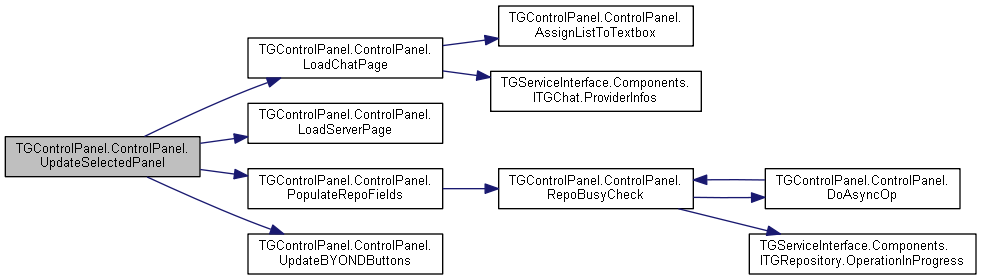 TGControlPanel.ControlPanel.
UpdateSelectedPanel
TGControlPanel.ControlPanel.
LoadChatPage
TGControlPanel.ControlPanel.
AssignListToTextbox
TGServiceInterface.Components.
ITGChat.ProviderInfos
TGControlPanel.ControlPanel.
LoadServerPage
TGControlPanel.ControlPanel.
PopulateRepoFields
TGControlPanel.ControlPanel.
RepoBusyCheck
TGControlPanel.ControlPanel.
DoAsyncOp
TGServiceInterface.Components.
ITGRepository.OperationInProgress
TGControlPanel.ControlPanel.
UpdateBYONDButtons